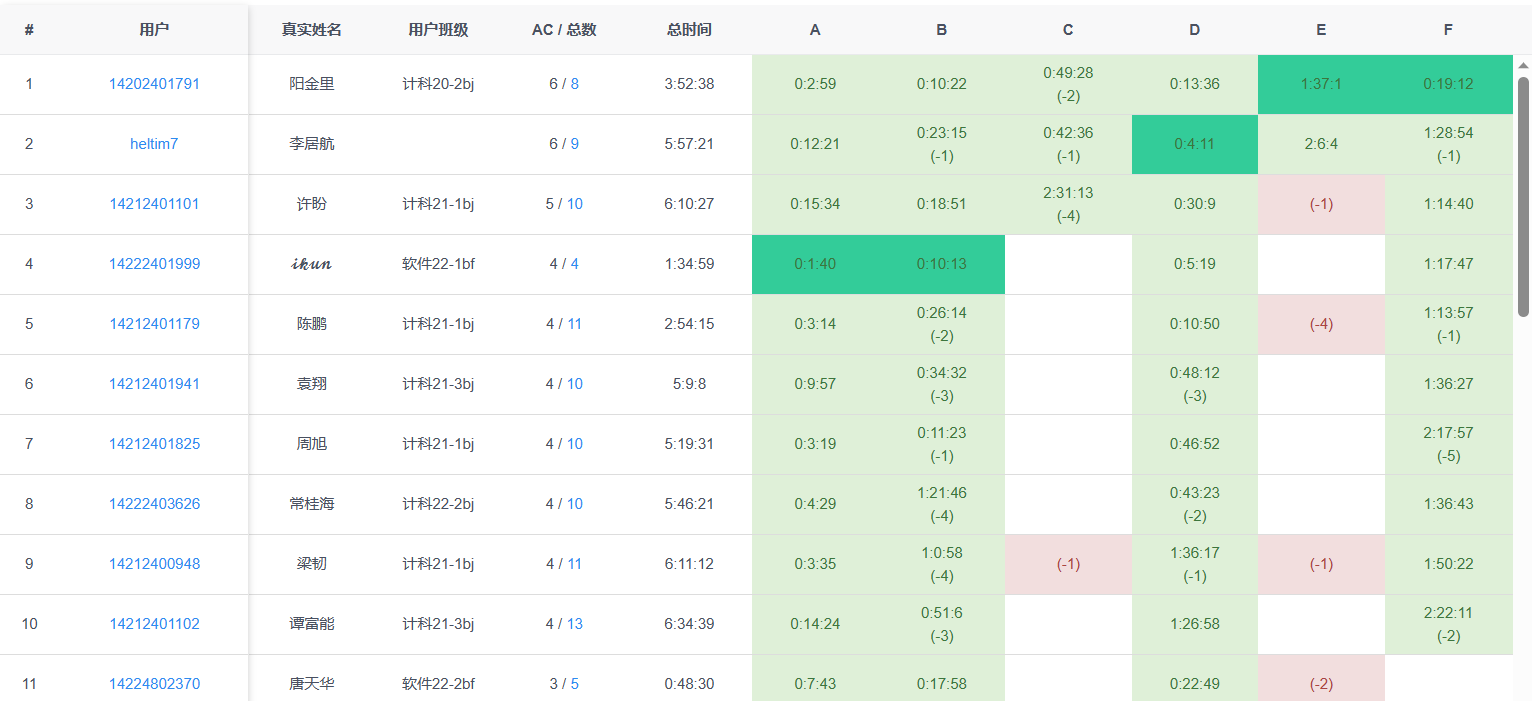 # 用户 真实姓名 用户班级 AC / 总数 总时间 A B C D E F
1 14202401791 阳金里 计科20-2bj 6 / 8 3:52:38 0:2:59 0:10:22 0:49:28 (-2) 0:13:36 1:37:1 0:19:12
2 heltim7 李居航 6 / 9 5:57:21 0:12:21 0:23:15 (-1) 0:42:36 (-1) 0:4:11 2:6:4 1:28:54 (-1)
3 14212401101 许盼 计科21-1bj 5 / 10 6:10:27 0:15:34 0:18:51 2:31:13 (-4) 0:30:9 (-1) 1:14:40
4 14222401999 ikun 软件22-1bf 4 / 4 1:34:59 0:1:40 0:10:13 0:5:19 1:17:47
5 14212401179 陈鹏 计科21-1bj 4 / 11 2:54:15 0:3:14 0:26:14 (-2) 0:10:50 (-4) 1:13:57 (-1)
6 14212401941 袁翔 计科21-3bj 4 / 10 5:9:8 0:9:57 0:34:32 (-3) 0:48:12 (-3) 1:36:27
7 14212401825 周旭 计科21-1bj 4 / 10 5:19:31 0:3:19 0:11:23 (-1) 0:46:52 2:17:57 (-5)
8 14222403626 常桂海 计科22-2bj 4 / 10 5:46:21 0:4:29 1:21:46 (-4) 0:43:23 (-2) 1:36:43
9 14212400948 梁韧 计科21-1bj 4 / 11 6:11:12 0:3:35 1:0:58 (-4) (-1) 1:36:17 (-1) (-1) 1:50:22
10 14212401102 谭富能 计科21-3bj 4 / 13 6:34:39 0:14:24 0:51:6 (-3) 1:26:58 2:22:11 (-2)
11 14224802370 唐天华 软件22-2bf 3 / 5 0:48:30 0:7:43 0:17:58 0:22:49 (-2)